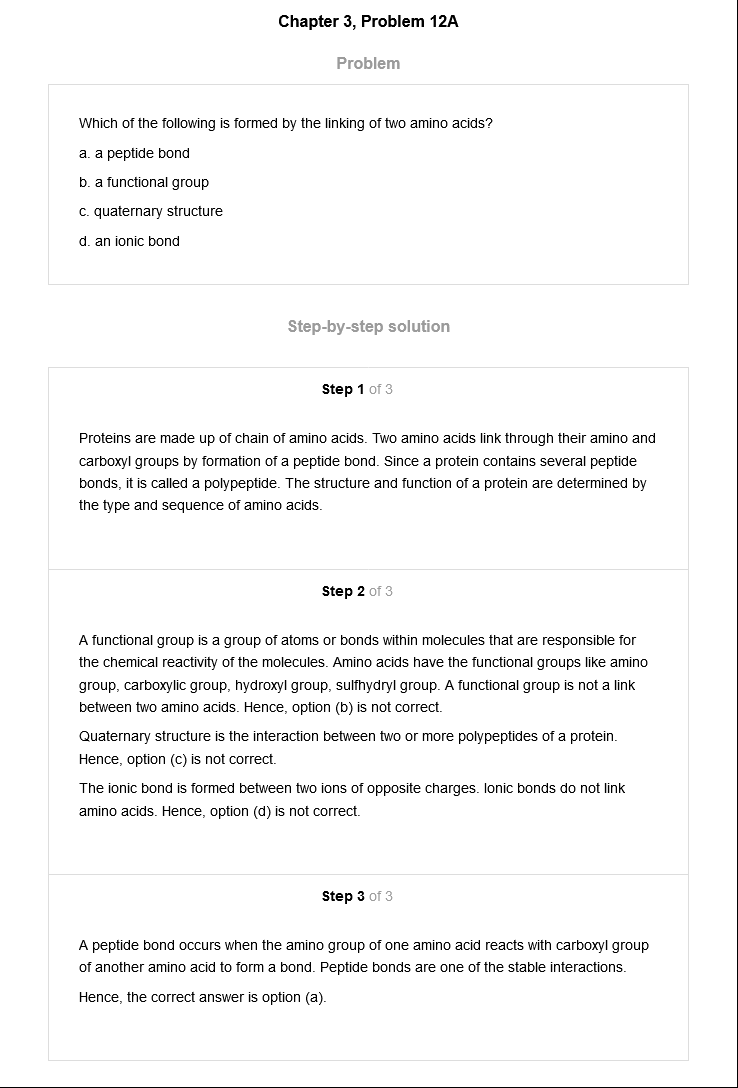 Chapter 3, Problem 12A
Problem
Which of the following is formed by the linking of two amino acids?
a. a peptide bond
b. a functional group
c. quaternary structure
d. an ionic bond
Step-by-step solution
Step 1 of 3
Proteins are made up of chain of amino acids. Two amino acids link through their amino and
carboxyl groups by formation of a peptide bond. Since a protein contains several peptide
bonds, it is called a polypeptide. The structure and function of a protein are determined by
the type and sequence of amino acids.
Step 2 of 3
A functional group is a group of atoms or bonds within molecules that are responsible for
the chemical reactivity of the molecules. Amino acids have the functional groups like amino
group, carboxylic group, hydroxyl group, sulfhydryl group. A functional group is not a link
between two amino acids. Hence, option (b) is not correct.
Quaternary structure is the interaction between two or more polypeptides of a protein.
Hence, option (c) is not correct.
The ionic bond is formed between two ions of opposite charges. Ionic bonds do not link
amino acids. Hence, option (d) is not correct.
Step 3 of 3
A peptide bond occurs when the amino group of one amino acid reacts with carboxyl group
of another amino acid to form a bond. Peptide bonds are one of the stable interactions.
Hence, the correct answer is option (a).